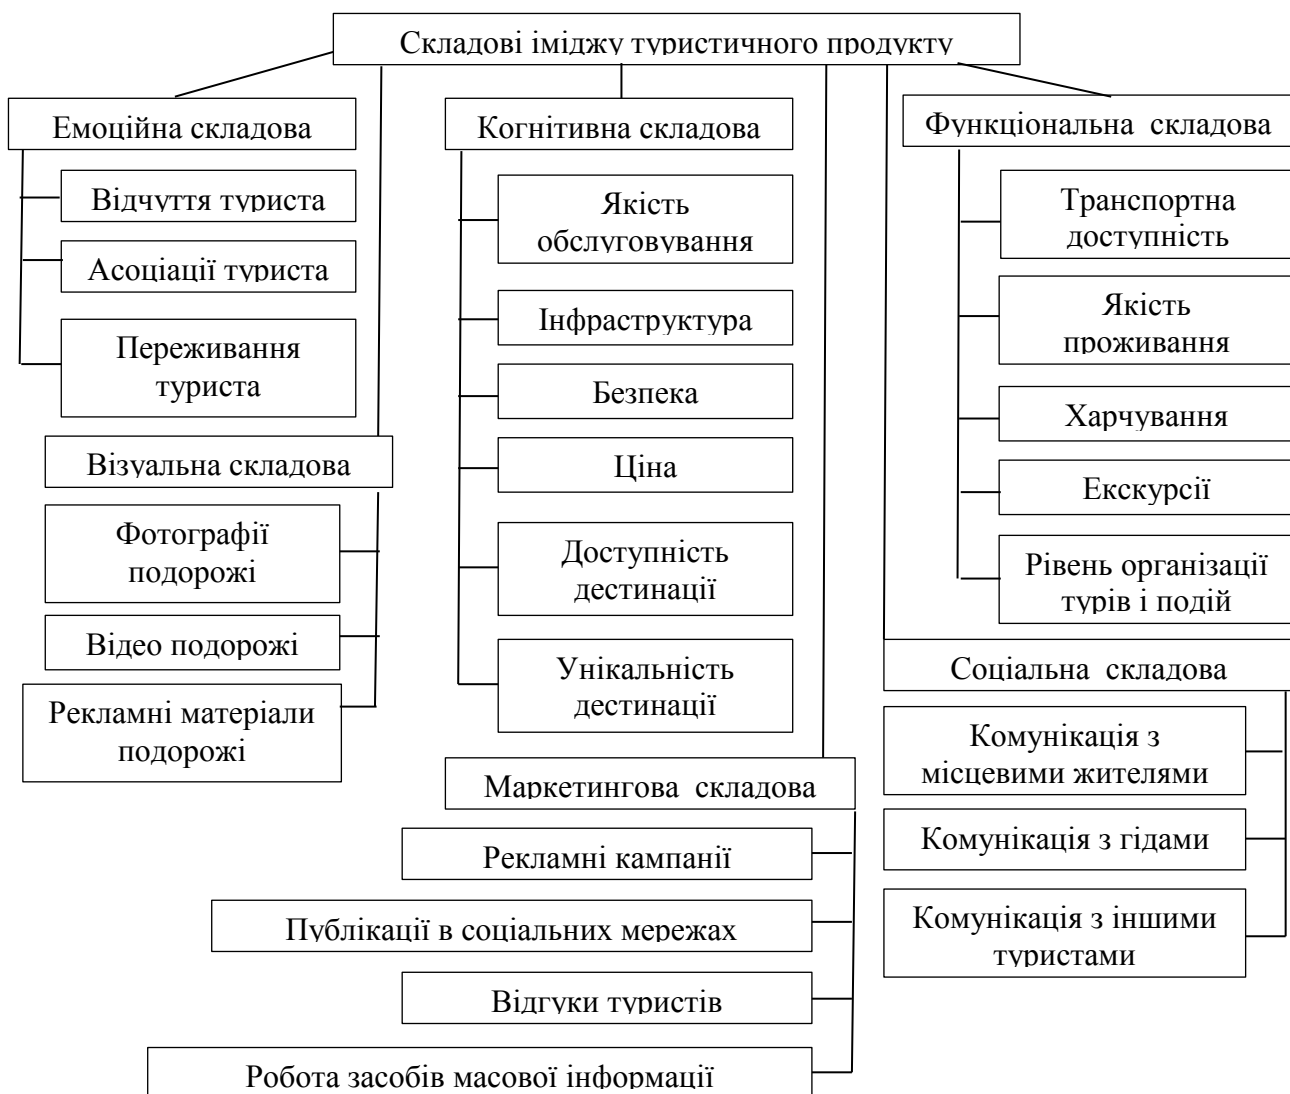 Складові іміджу туристичного продукту
Емоційна складова
Відчуття туриста
Асоціації туриста
Переживання
туриста
Візуальна складова
Фотографії
подорожі
Відео подорожі
Рекламні матеріали
подорожі
Когнітивна складова
Якість
обслуговування
Інфраструктура
Безпека
Ціна
Доступність
дестинації
Унікальність
дестинації
Маркетингова складова
Рекламні кампанії
Публікації в соціальних мережах
Відгуки туристів
Робота засобів масової інформації
Функціональна складова
Транспортна
доступність
Якість
проживання
Харчування
Екскурсії
Рівень організації
турів і подій
Соціальна складова
Комунікація з
місцевими жителями
Комунікація з гідами
Комунікація з іншими
туристами